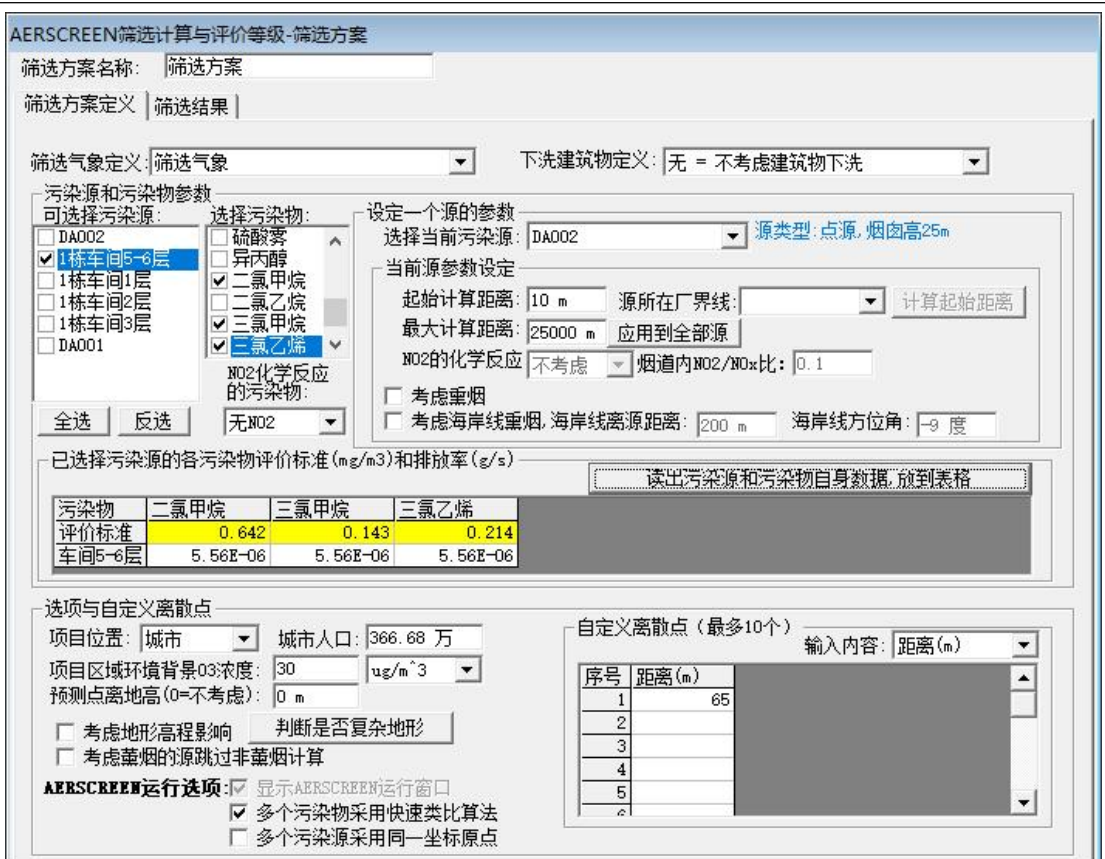 AERSCREEN筛选计算与评价等级-筛选方案
筛选方案名称: 筛选方案
筛选方案定义 筛选结果
筛选气象定义: 筛选气象 下洗建筑物定义: 无 = 不考虑建筑物下洗
污染源和污染物参数
可选择污染源:
DA002
1栋车间5-6层
1栋车间1层
1栋车间2层
1栋车间3层
DA001
全选 反选
选择污染物:
硫酸雾
异丙醇
二氯甲烷
二氯乙烷
三氯甲烷
三氯乙烯
NO2化学反应
的污染物:
无NO2
设定一个源的参数
选择当前污染源: DA002 源类型:点源,烟囱高25m
当前源参数设定
起始计算距离: 10 m 源所在厂界线: 计算起始距离
最大计算距离: 25000 m 应用到全部源
NO2的化学反应 不考虑 烟道内NO2/NOx比: 0.1
考虑重烟
考虑海岸线重烟,海岸线离源距离: 200 m 海岸线方位角: -9 度
已选择污染源的各污染物评价标准(mg/m3)和排放率(g/s)
读出污染源和污染物自身数据,放到表格
污染物 二氯甲烷 三氯甲烷 三氯乙烯
评价标准 0.642 0.143 0.214
车间5-6层 5.56E-06 5.56E-06 5.56E-06
选项与自定义离散点
项目位置: 城市 城市人口: 366.68 万
项目区域环境背景O3浓度: 30 ug/m^3
预测点离地高(0=不考虑): 0 m
考虑地形高程影响 判断是否复杂地形
考虑薰烟的源跳过非薰烟计算
AERSCREEN运行选项: 显示AERSCREEN运行窗口
多个污染物采用快速类比算法
多个污染源采用同一坐标原点
自定义离散点(最多10个)
输入内容: 距离(m)
序号 距离(m)
1 65
2
3
4
5